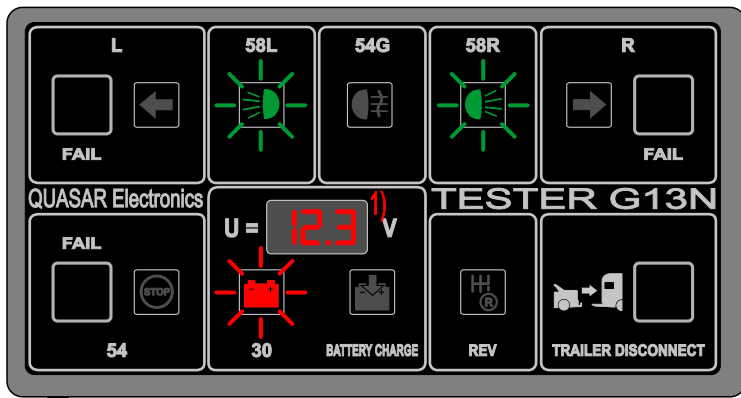 L
58L
54G
58R
R
FAIL
FAIL
QUASAR Electronics
TESTER G13N
FAIL
U = 12.3 V
1)
STOP
R
54
30
BATTERY CHARGE
REV
TRAILER DISCONNECT